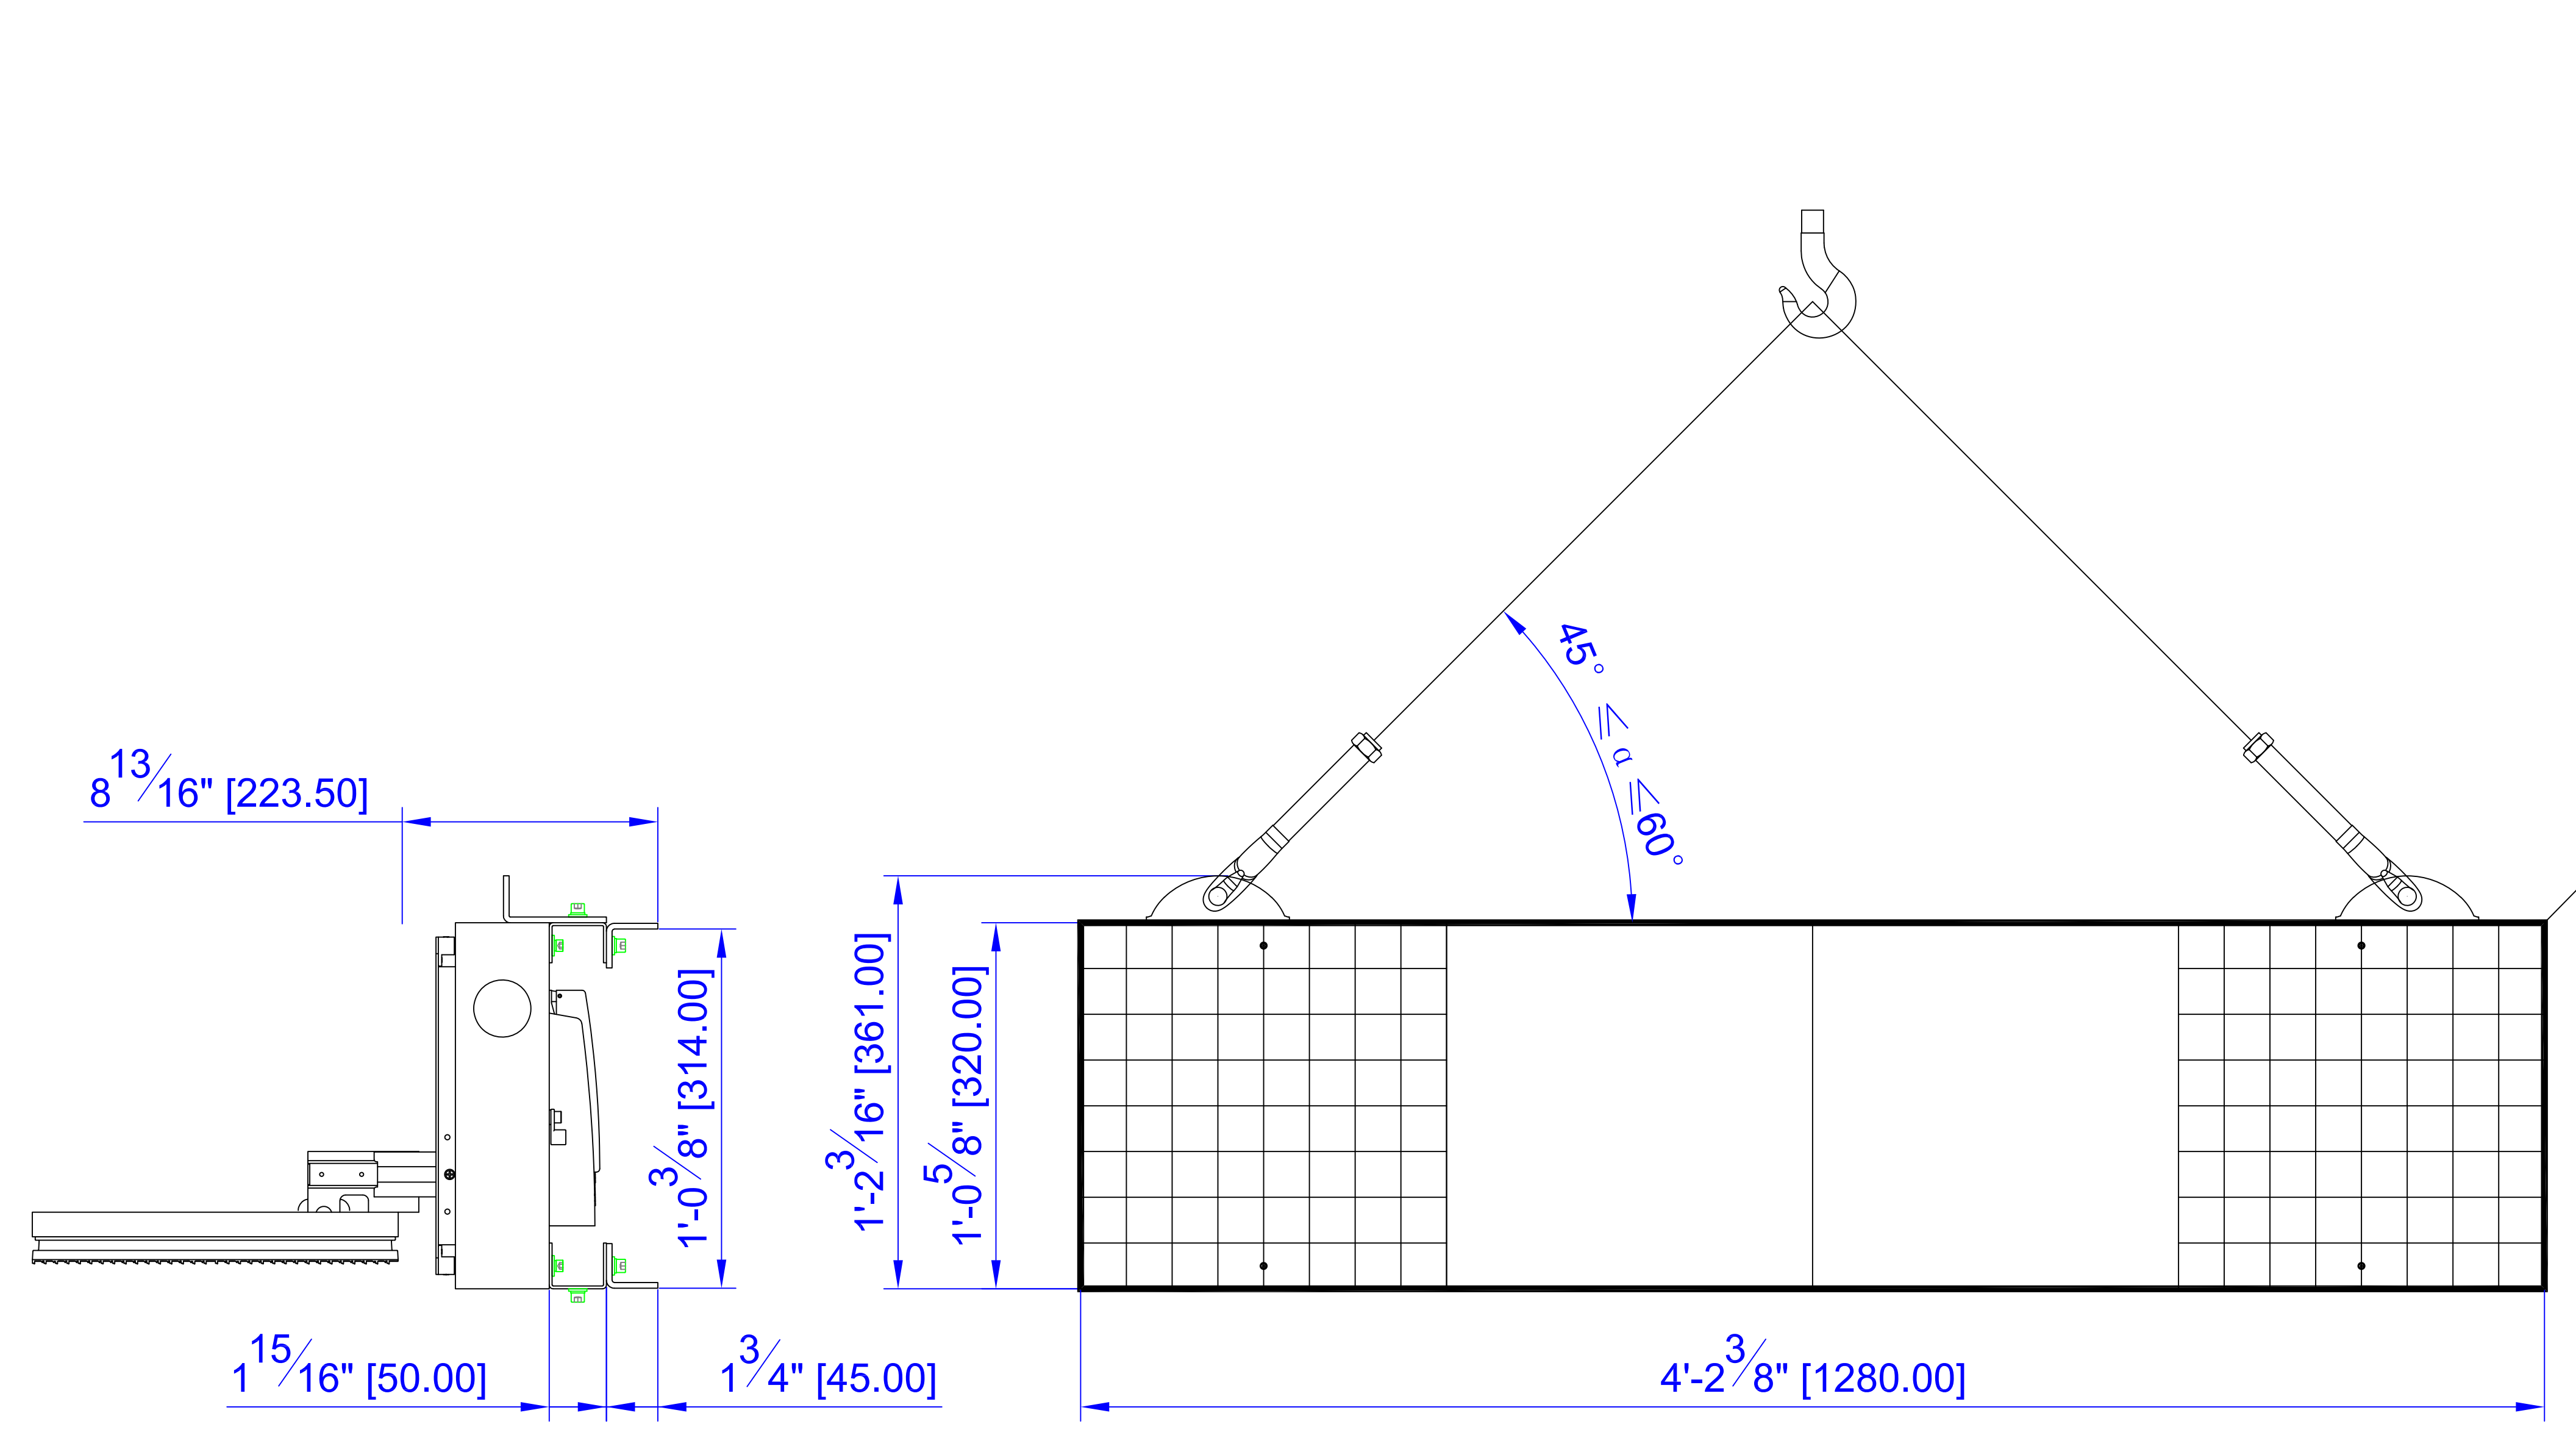 8 13/16" [223.50]
1'-0 3/8" [314.00]
1 15/16" [50.00]
1 3/4" [45.00]
1'-2 3/16" [361.00]
1'-0 5/8" [320.00]
45° ≤ α ≤60°
4'-2 3/8" [1280.00]